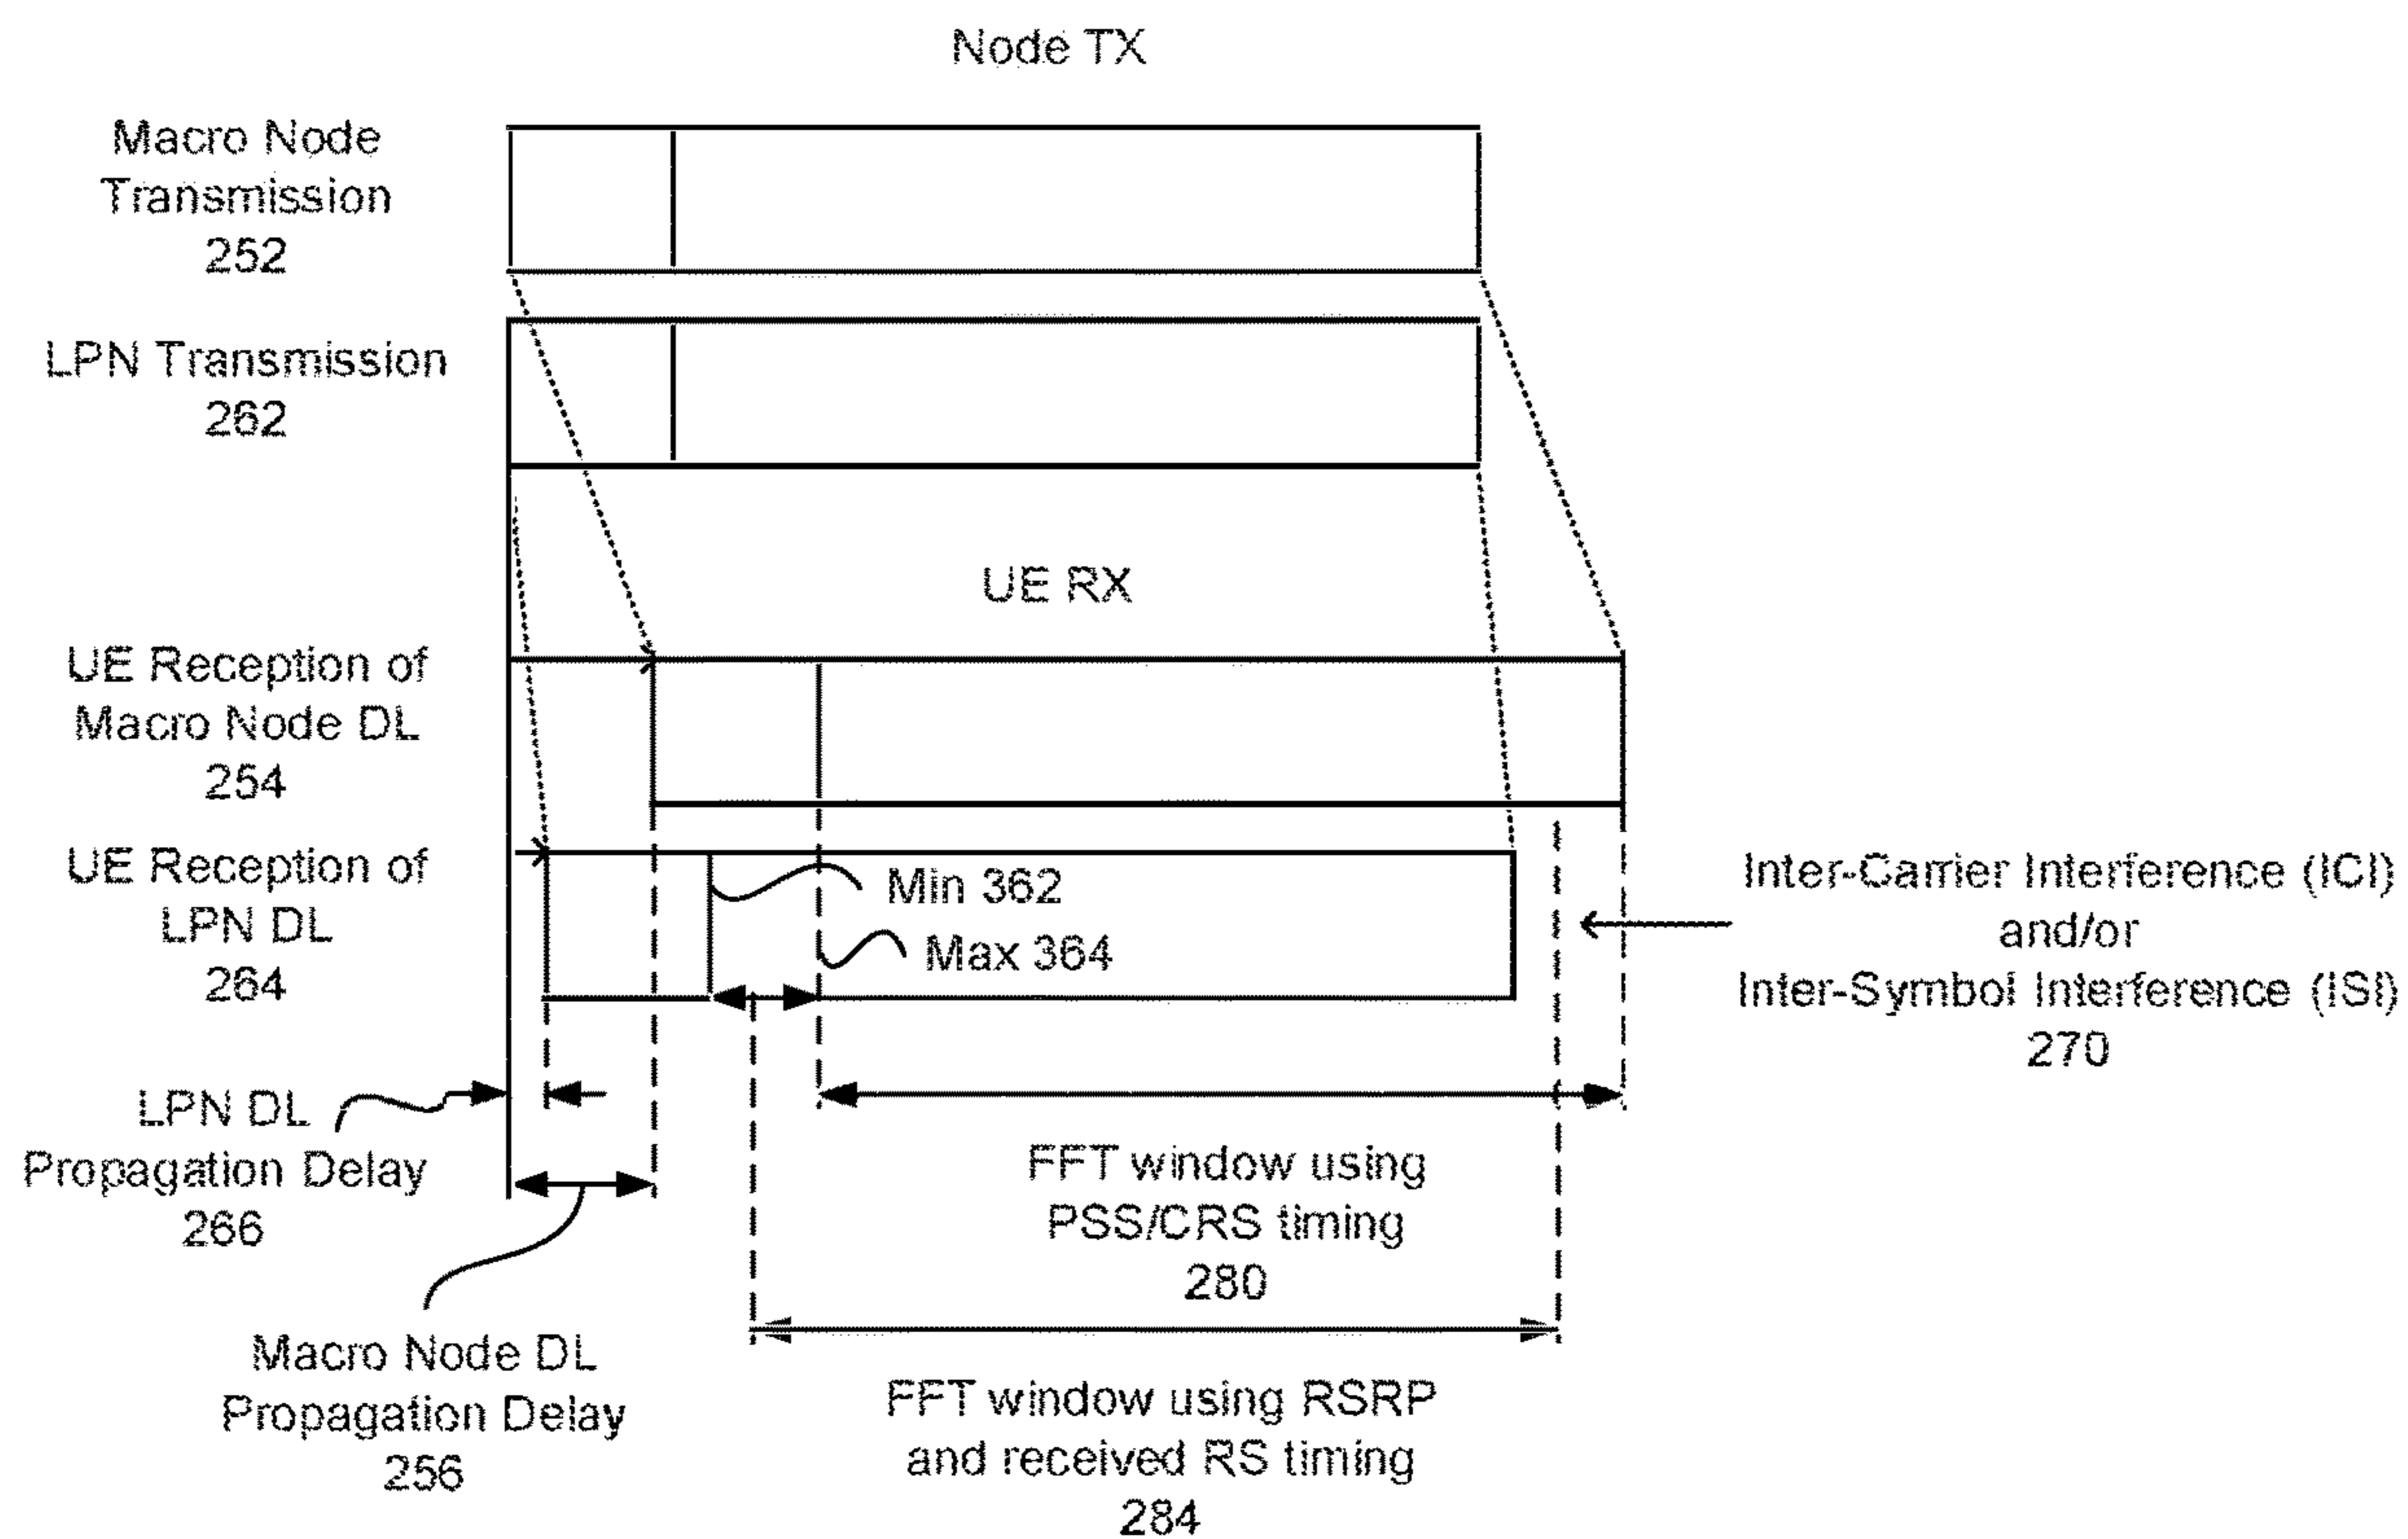 Node TX
Macro Node
Transmission
252
LPN Transmission
262
UE RX
UE Reception of
Macro Node DL
254
UE Reception of
LPN DL
264
Min 362
Max 364
Inter-Carrier Interference (ICI)
and/or
Inter-Symbol Interference (ISI)
270
LPN DL
Propagation Delay
266
FFT window using
PSS/CRS timing
280
Macro Node DL
Propagation Delay
256
FFT window using RSRP
and received RS timing
284